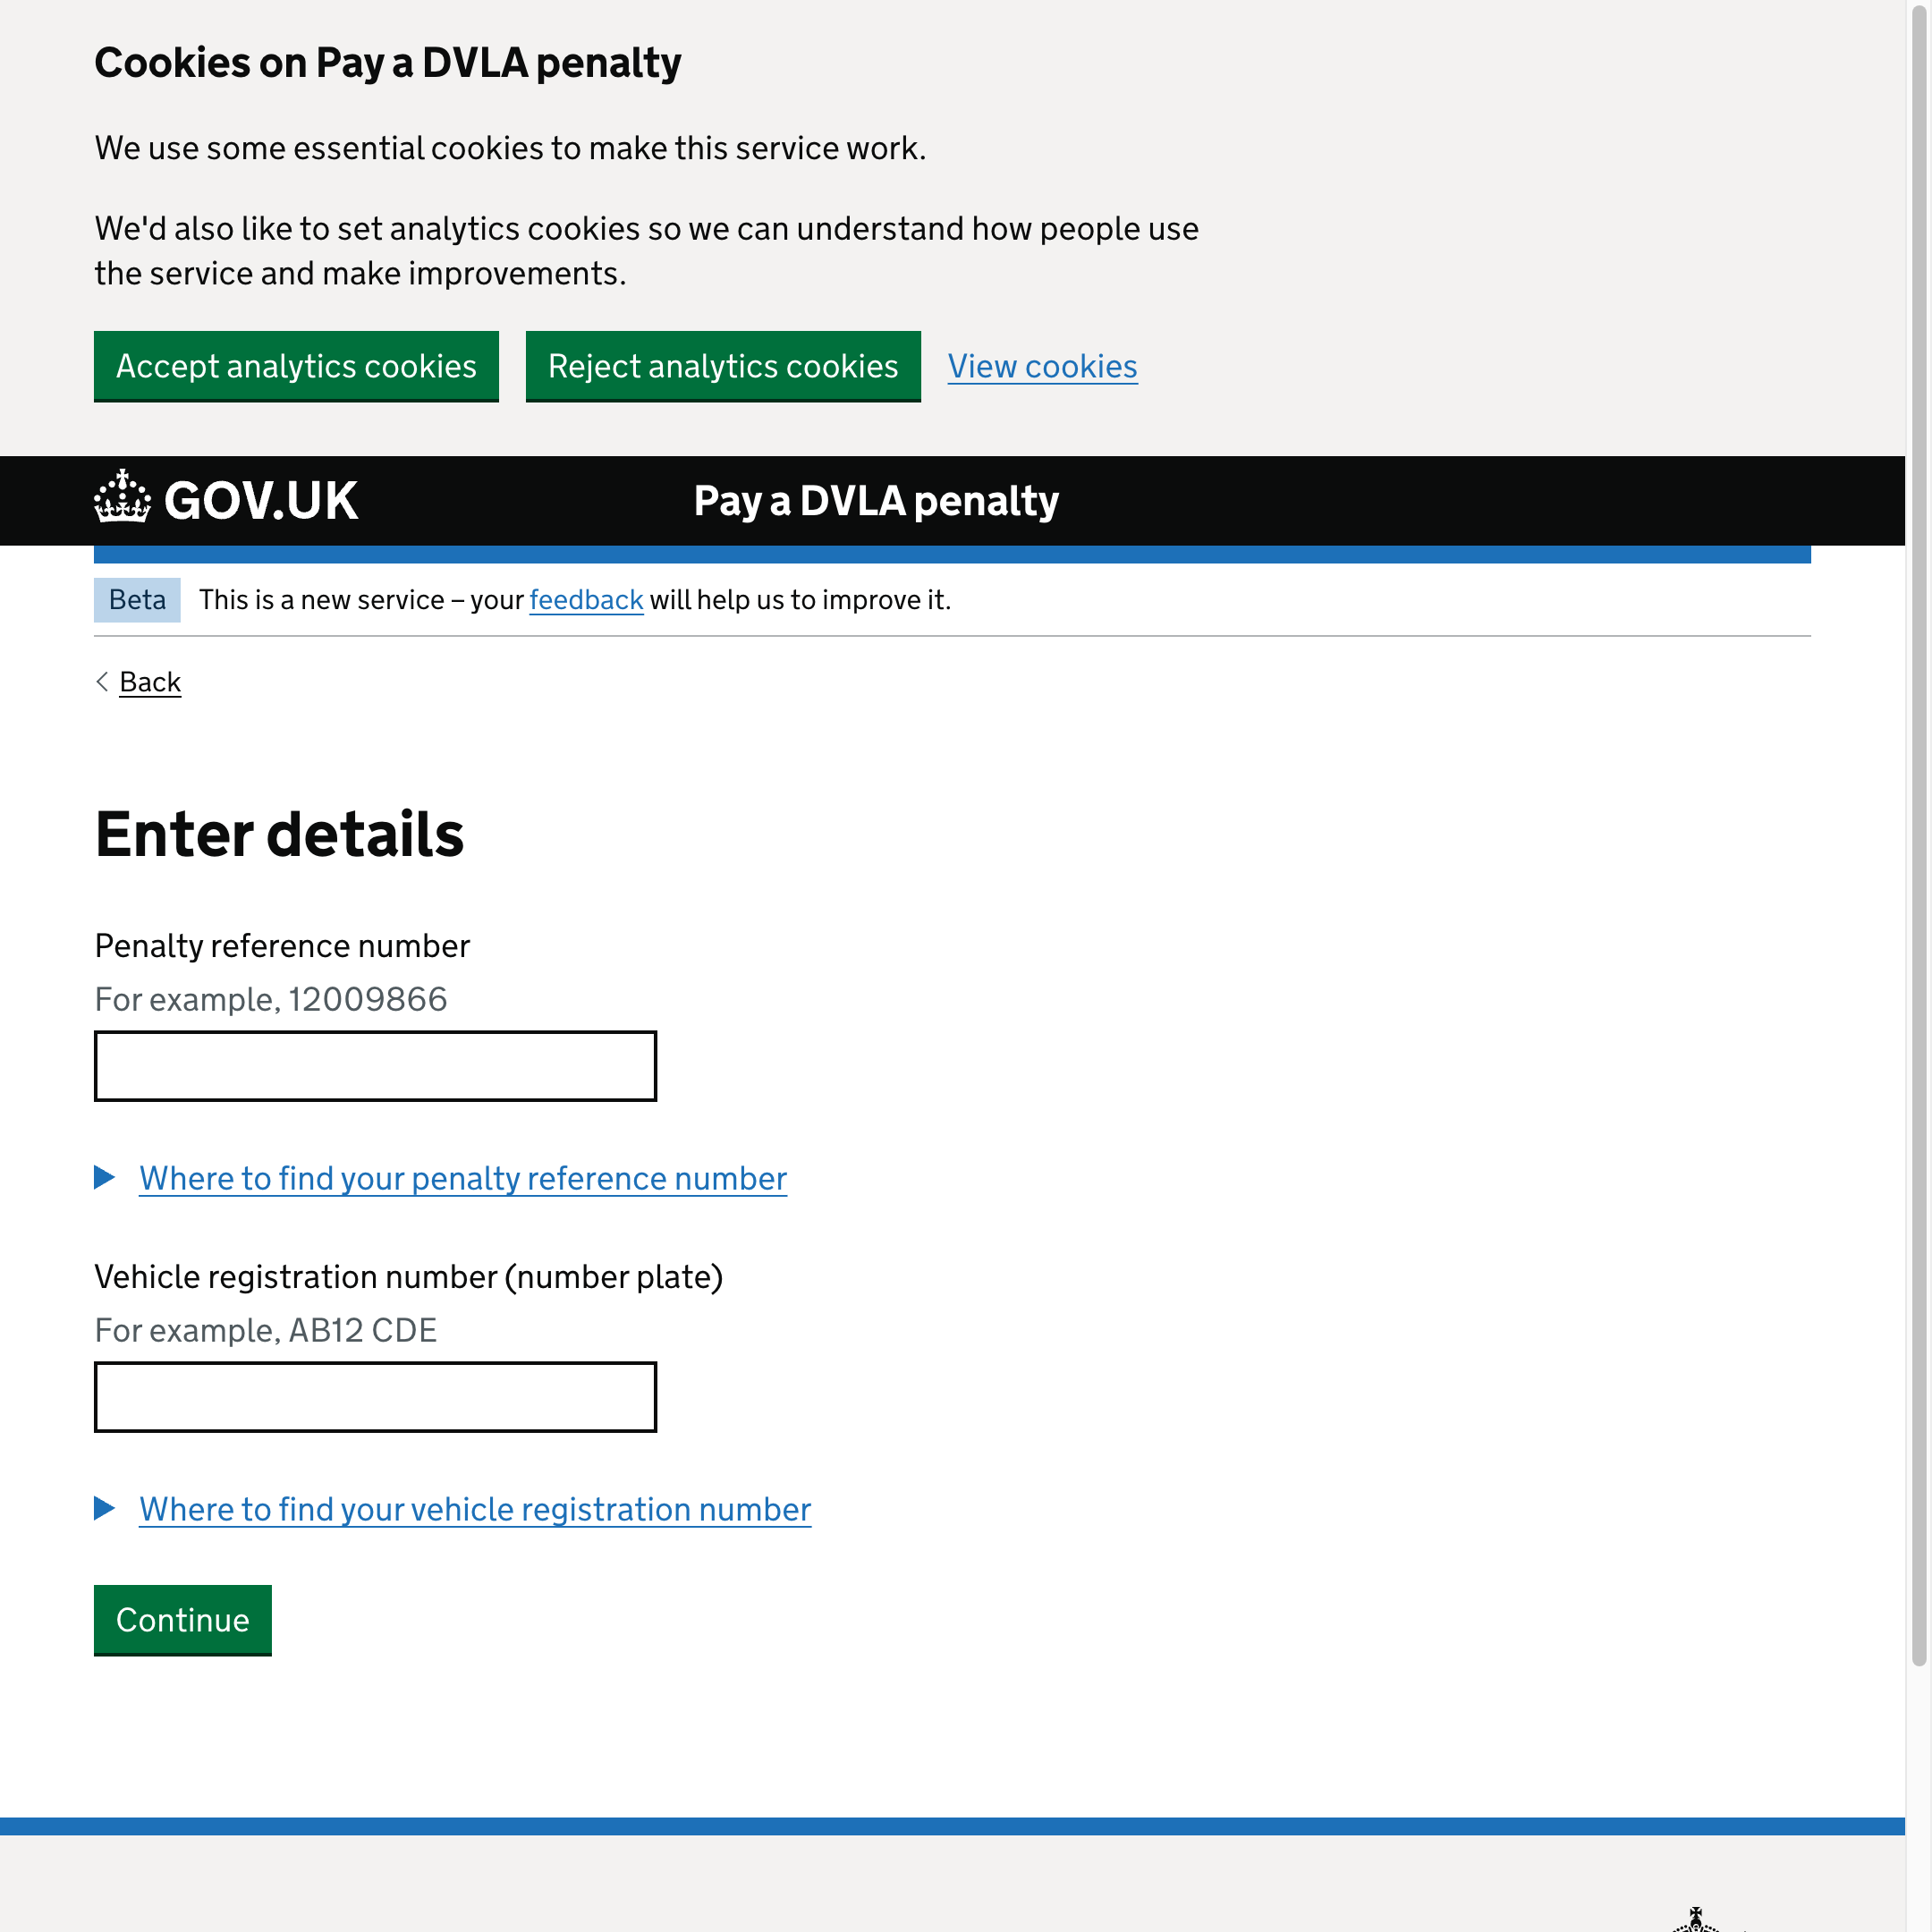 Cookies on Pay a DVLA penalty
We use some essential cookies to make this service work.
We'd also like to set analytics cookies so we can understand how people use
the service and make improvements.
Accept analytics cookies
Reject analytics cookies
View cookies
GOV.UK
Pay a DVLA penalty
Beta
This is a new service – your feedback will help us to improve it.
Back
Enter details
Penalty reference number
For example, 12009866
Where to find your penalty reference number
Vehicle registration number (number plate)
For example, AB12 CDE
Where to find your vehicle registration number
Continue